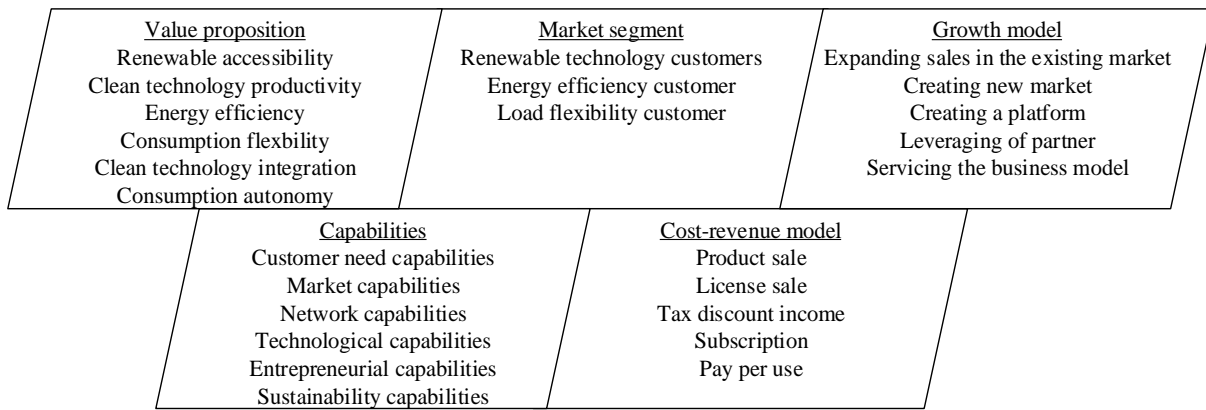 Value proposition
Renewable accessibility
Clean technology productivity
Energy efficiency
Consumption flexbility
Clean technology integration
Consumption autonomy
Market segment
Renewable technology customers
Energy efficiency customer
Load flexibility customer
Growth model
Expanding sales in the existing market
Creating new market
Creating a platform
Leveraging of partner
Servicing the business model
Capabilities
Customer need capabilities
Market capabilities
Network capabilities
Technological capabilities
Entrepreneurial capabilities
Sustainability capabilities
Cost-revenue model
Product sale
License sale
Tax discount income
Subscription
Pay per use